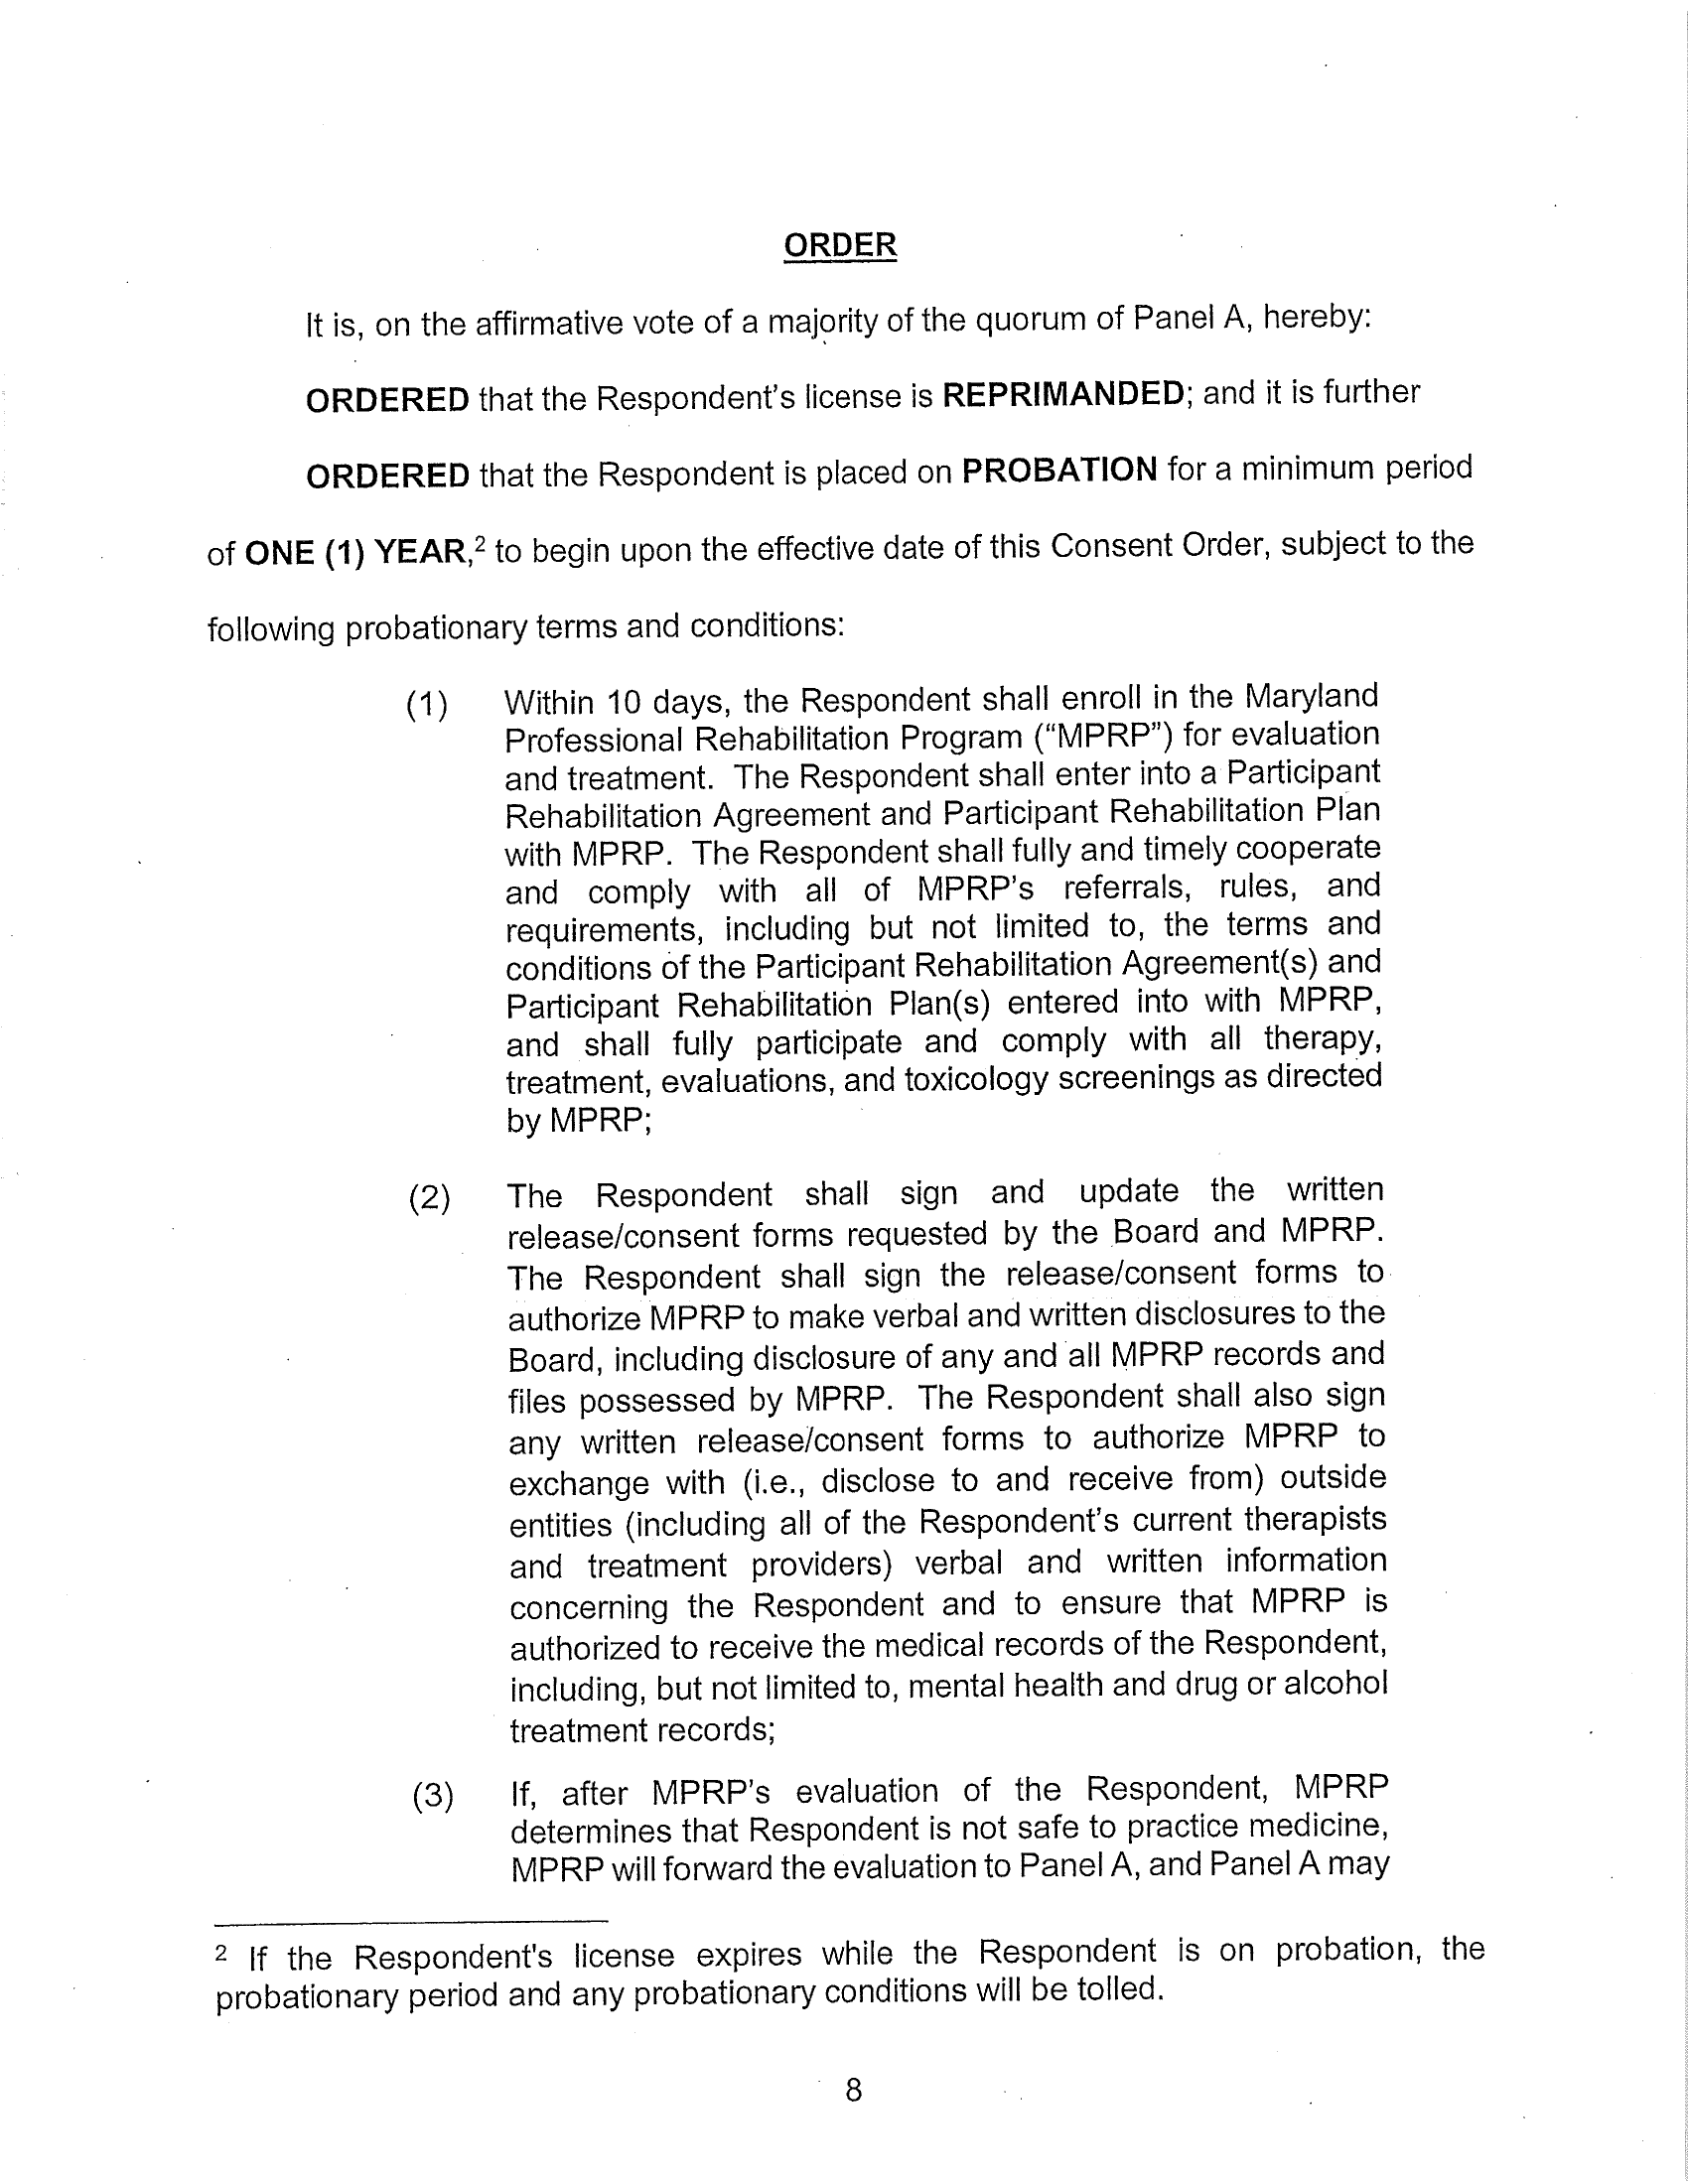 ORDER
It is, on the affirmative vote of a majority of the quorum of Panel A, hereby:
ORDERED that the Respondent's license is REPRIMANDED; and it is further
ORDERED that the Respondent is placed on PROBATION for a minimum period
of ONE (1) YEAR,² to begin upon the effective date of this Consent Order, subject to the
following probationary terms and conditions:
(1) Within 10 days, the Respondent shall enroll in the Maryland
Professional Rehabilitation Program ("MPRP") for evaluation
and treatment. The Respondent shall enter into a Participant
Rehabilitation Agreement and Participant Rehabilitation Plan
with MPRP. The Respondent shall fully and timely cooperate
and comply with all of MPRP's referrals, rules, and
requirements, including but not limited to, the terms and
conditions of the Participant Rehabilitation Agreement(s) and
Participant Rehabilitation Plan(s) entered into with MPRP,
and shall fully participate and comply with all therapy,
treatment, evaluations, and toxicology screenings as directed
by MPRP;
(2) The Respondent shall sign and update the written
release/consent forms requested by the Board and MPRP.
The Respondent shall sign the release/consent forms to
authorize MPRP to make verbal and written disclosures to the
Board, including disclosure of any and all MPRP records and
files possessed by MPRP. The Respondent shall also sign
any written release/consent forms to authorize MPRP to
exchange with (i.e., disclose to and receive from) outside
entities (including all of the Respondent's current therapists
and treatment providers) verbal and written information
concerning the Respondent and to ensure that MPRP is
authorized to receive the medical records of the Respondent,
including, but not limited to, mental health and drug or alcohol
treatment records;
(3) If, after MPRP's evaluation of the Respondent, MPRP
determines that Respondent is not safe to practice medicine,
MPRP will forward the evaluation to Panel A, and Panel A may
² If the Respondent's license expires while the Respondent is on probation, the
probationary period and any probationary conditions will be tolled.
8